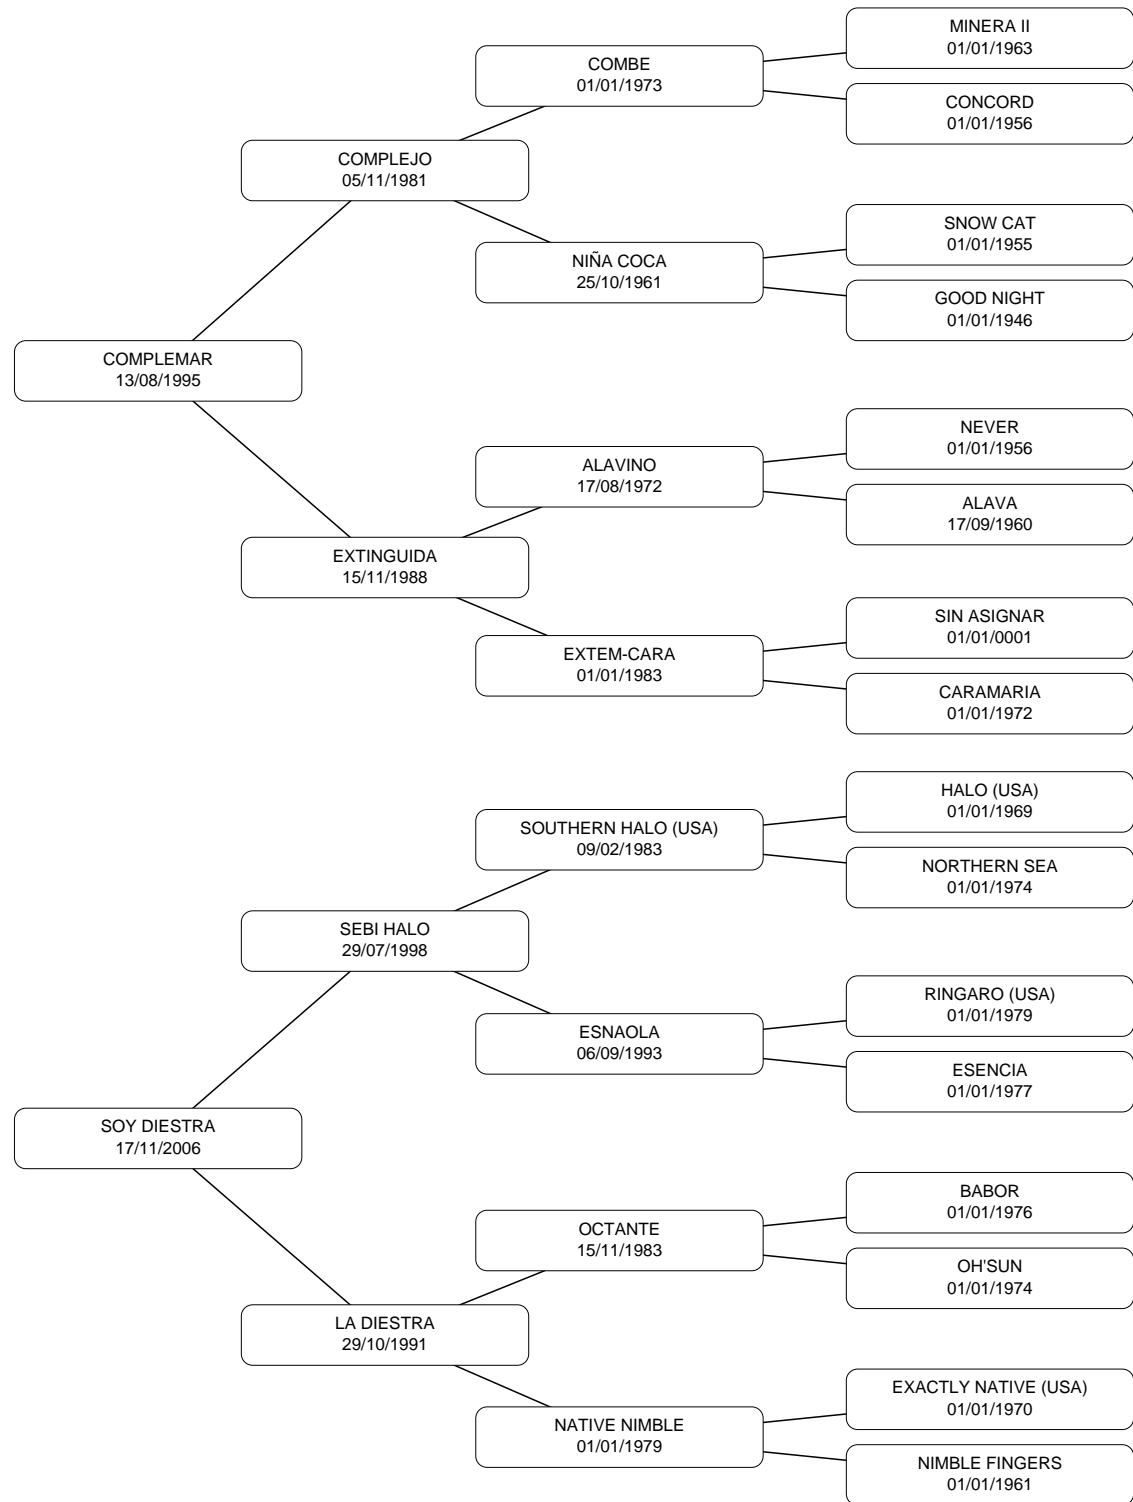 MINERA II
01/01/1963
COMBE
01/01/1973
CONCORD
01/01/1956
COMPLEJO
05/11/1981
SNOW CAT
01/01/1955
NIÑA COCA
25/10/1961
GOOD NIGHT
01/01/1946
COMPLEMAR
13/08/1995
NEVER
01/01/1956
ALAVINO
17/08/1972
ALAVA
17/09/1960
EXTINGUIDA
15/11/1988
SIN ASIGNAR
01/01/0001
EXTEM-CARA
01/01/1983
CARAMARIA
01/01/1972
HALO (USA)
01/01/1969
SOUTHERN HALO (USA)
09/02/1983
NORTHERN SEA
01/01/1974
SEBI HALO
29/07/1998
RINGARO (USA)
01/01/1979
ESNAOLA
06/09/1993
ESENCIA
01/01/1977
SOY DIESTRA
17/11/2006
BABOR
01/01/1976
OCTANTE
15/11/1983
OH'SUN
01/01/1974
LA DIESTRA
29/10/1991
EXACTLY NATIVE (USA)
01/01/1970
NATIVE NIMBLE
01/01/1979
NIMBLE FINGERS
01/01/1961